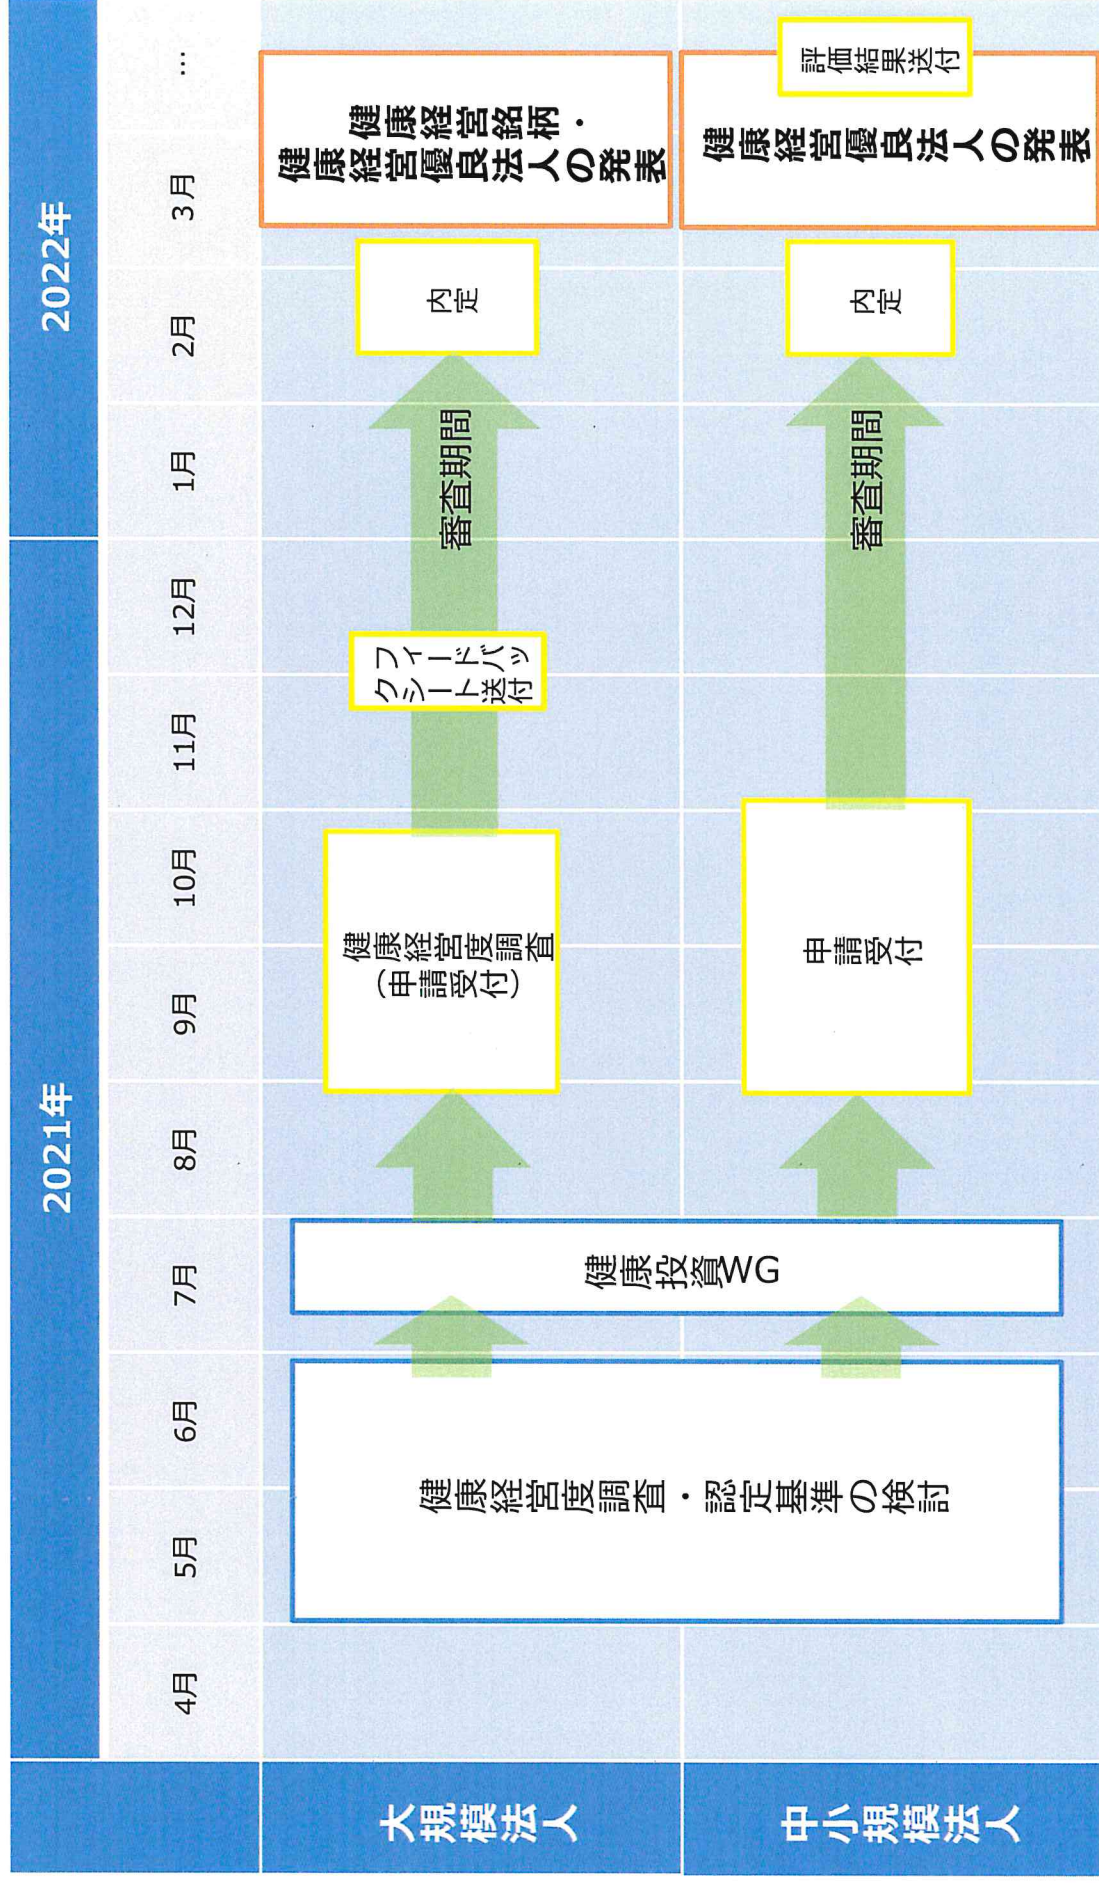 2021年
2022年
4月
5月
6月
7月
8月
9月
10月
11月
12月
1月
2月
3月
…
大規模法人
健康経営度調査・認定基準の検討
健康投資WG
健康経営度調査
(申請受付)
フィードバッ
クシート送付
審査期間
内定
健康経営銘柄・
健康経営優良法人の発表
中小規模法人
申請受付
審査期間
内定
健康経営優良法人の発表
評価結果送付